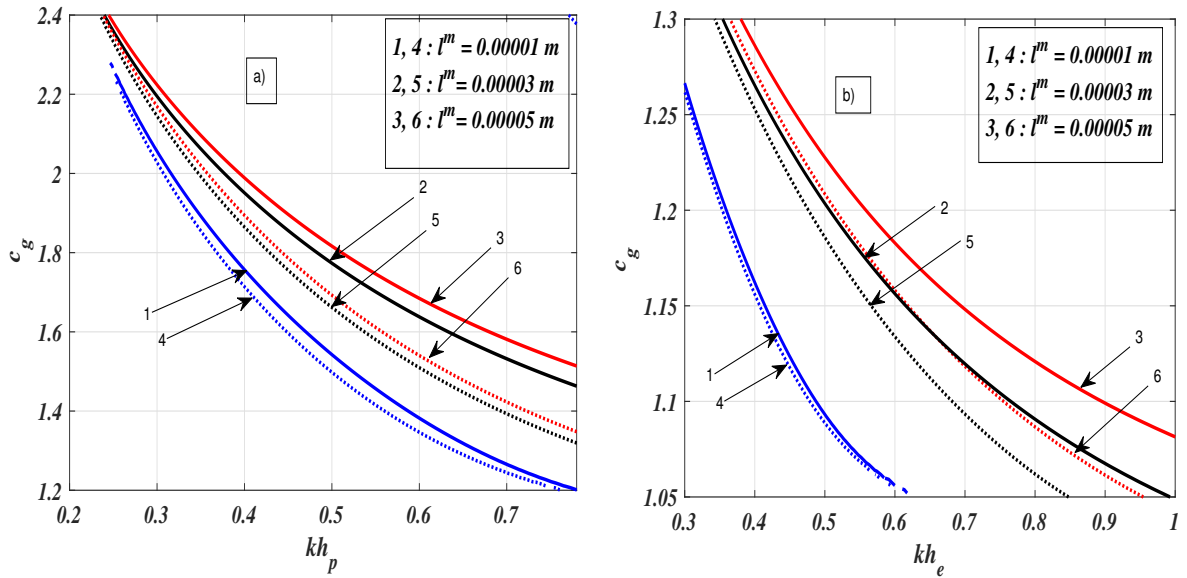 2.4
2.2
2
1.8
1.6
1.4
1.2
c g
0.2 0.3 0.4 0.5 0.6 0.7
kh p
a)
1, 4 : l^m = 0.00001 m
2, 5 : l^m = 0.00003 m
3, 6 : l^m = 0.00005 m
2
5
3
6
1
4
1.3
1.25
1.2
1.15
1.1
1.05
c g
0.3 0.4 0.5 0.6 0.7 0.8 0.9 1
kh e
b)
1, 4 : l^m = 0.00001 m
2, 5 : l^m = 0.00003 m
3, 6 : l^m = 0.00005 m
2
5
3
1
6
4